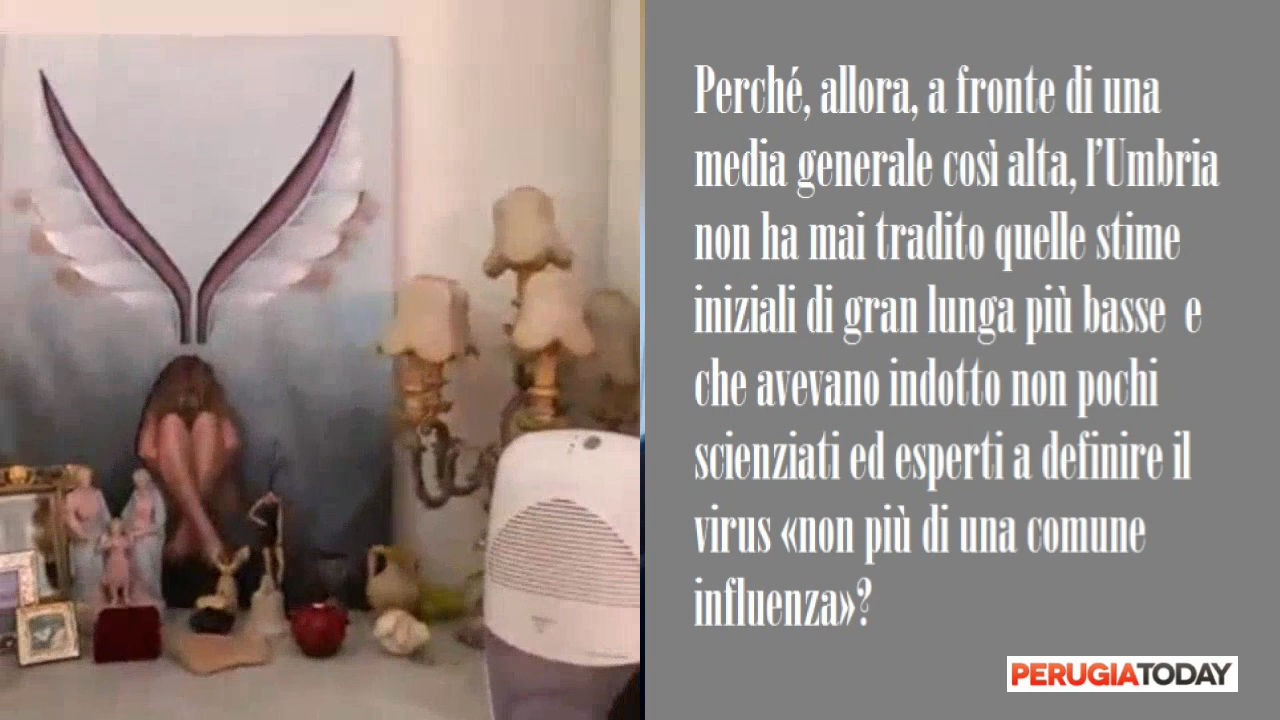 Perché, allora, a fronte di una
media generale così alta, l'Umbria
non ha mai tradito quelle stime
iniziali di gran lunga più basse  e
che avevano indotto non pochi
scienziati ed esperti a definire il
virus «non più di una comune
influenza»?
PERUGIATODAY